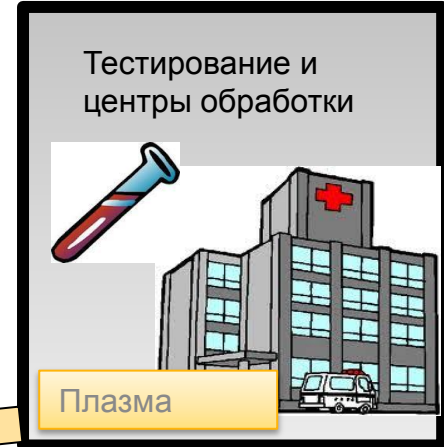 Тестирование и
центры обработки
Плазма